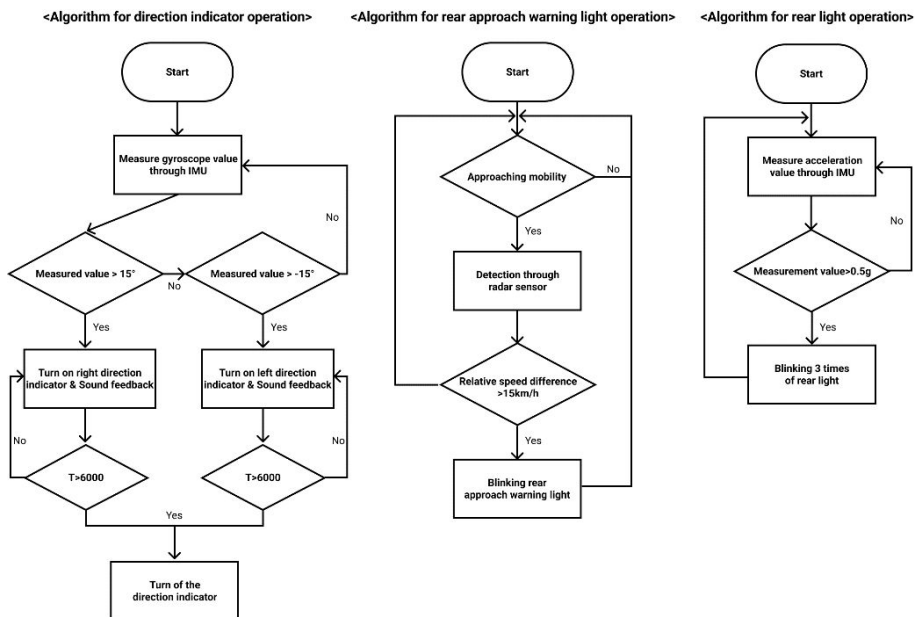 <Algorithm for direction indicator operation>
Start
Measure gyroscope value
through IMU
No
Measured value > 15°
No
Measured value > -15°
Yes
Yes
Turn on right direction
indicator & Sound feedback
Turn on left direction
indicator & Sound feedback
No
No
T>6000
T>6000
Yes
Turn of the
direction indicator
<Algorithm for rear approach warning light operation>
Start
Approaching mobility
No
Yes
Detection through
radar sensor
Relative speed difference
>15km/h
Yes
Blinking rear
approach warning light
<Algorithm for rear light operation>
Start
Measure acceleration
value through IMU
No
Measurement value>0.5g
Yes
Blinking 3 times
of rear light